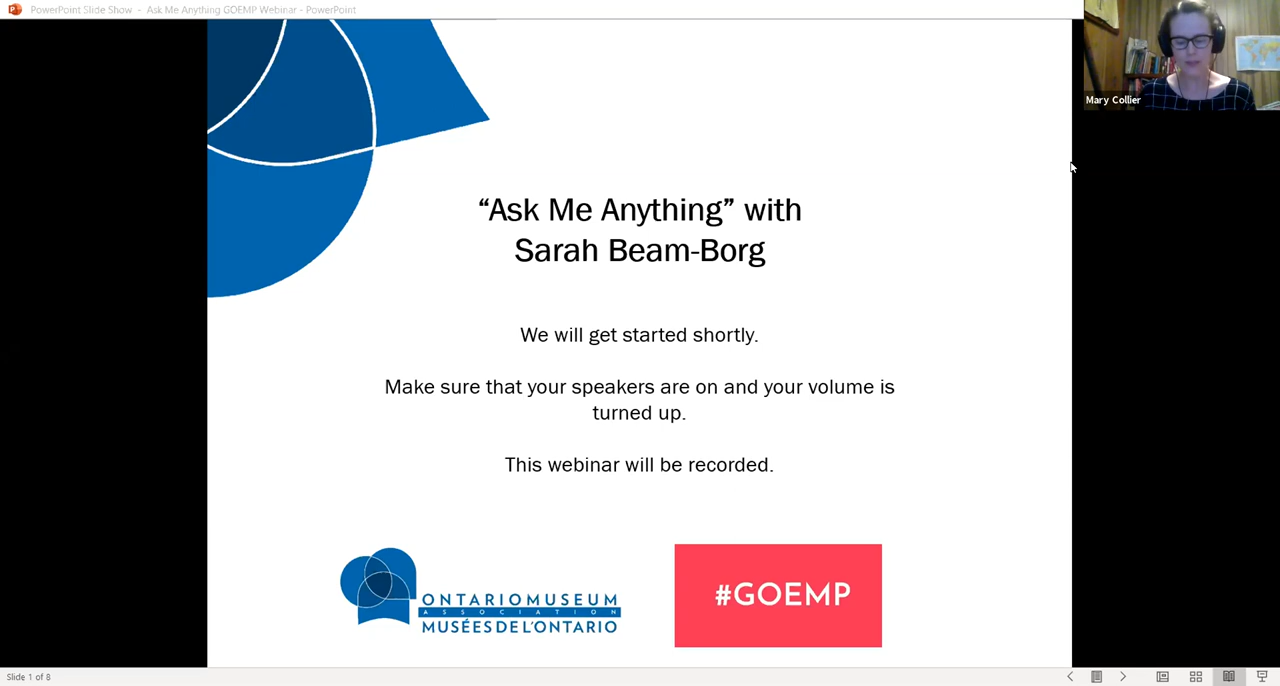 PowerPoint Slide Show - Ask Me Anything GOEMP Webinar - PowerPoint
Mary Collier
“Ask Me Anything” with
Sarah Beam-Borg
We will get started shortly.
Make sure that your speakers are on and your volume is
turned up.
This webinar will be recorded.
ONTARIOMUSEUM
ASSOCIATION
MUSÉESDEL'ONTARIO
#GOEMP
Slide 1 of 8